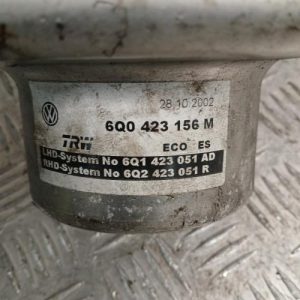 28.10.2002
6Q0 423 156 M
TRW
ECO ES
LHD-System No 6Q1 423 051 AD
RHD-System No 6Q2 423 051 R